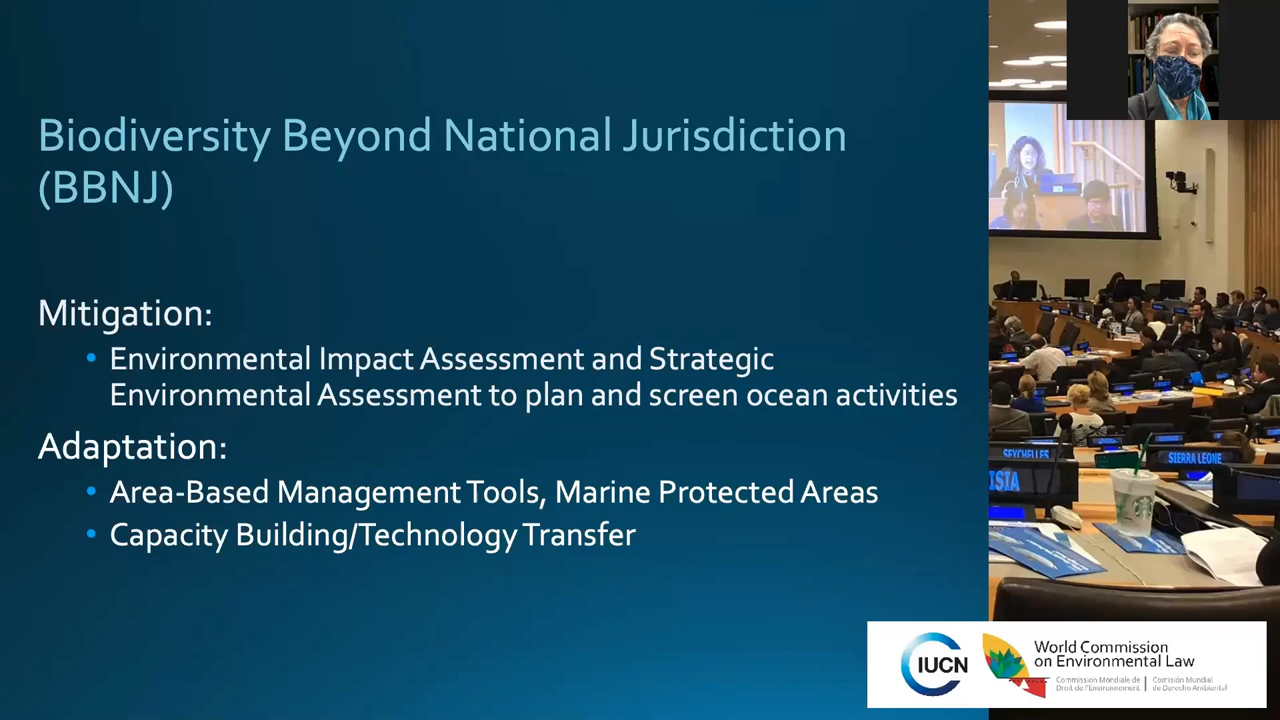 Biodiversity Beyond National Jurisdiction
(BBNJ)
Mitigation:
• Environmental Impact Assessment and Strategic
Environmental Assessment to plan and screen ocean activities
Adaptation:
• Area-Based Management Tools, Marine Protected Areas
• Capacity Building/Technology Transfer
SEYCHELLES
SIERRA LEONE
ISIA
IUCN
World Commission
on Environmental Law
Commission Mondiale de
Droit de l'Environnement
Comisión Mundial
de Derecho Ambiental